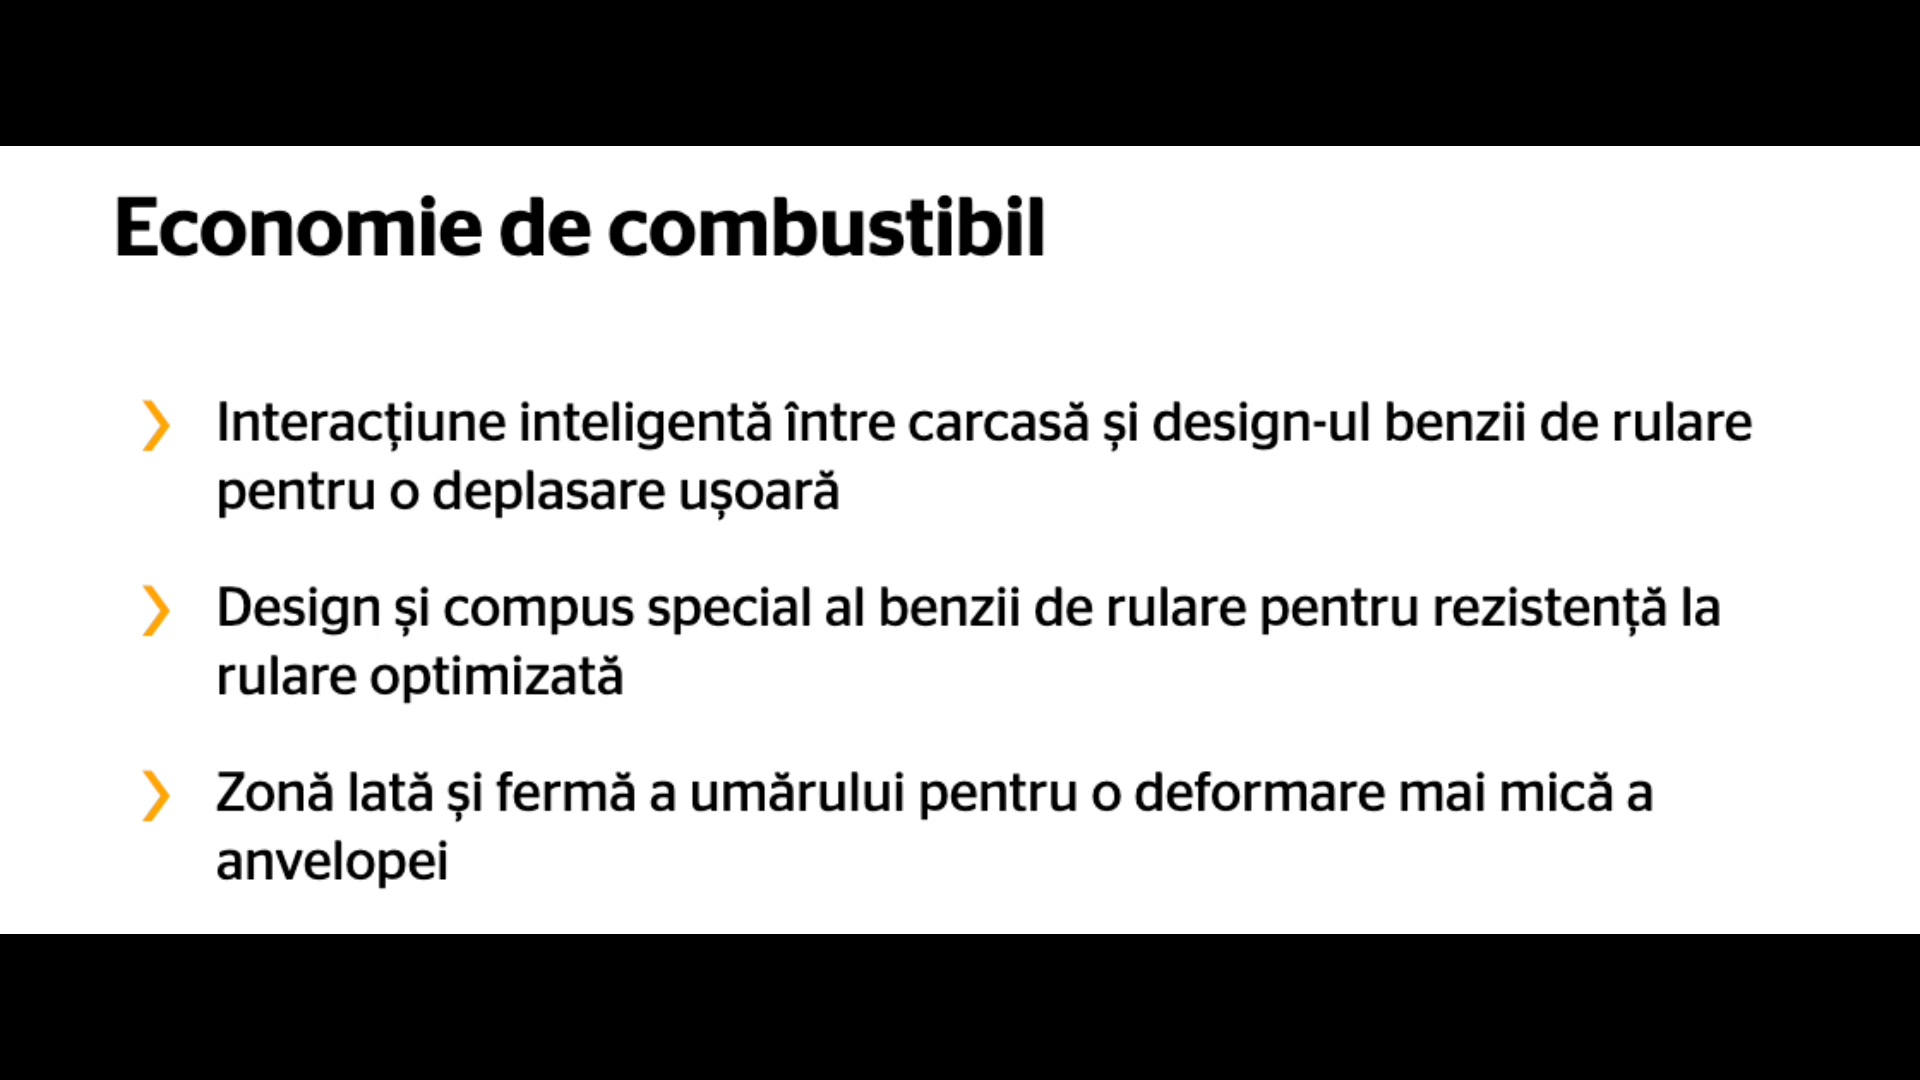 Economie de combustibil
Interacțiune inteligentă între carcasă și design-ul benzii de rulare
pentru o deplasare ușoară
Design și compus special al benzii de rulare pentru rezistență la
rulare optimizată
Zonă lată și fermă a umărului pentru o deformare mai mică a
anvelopei